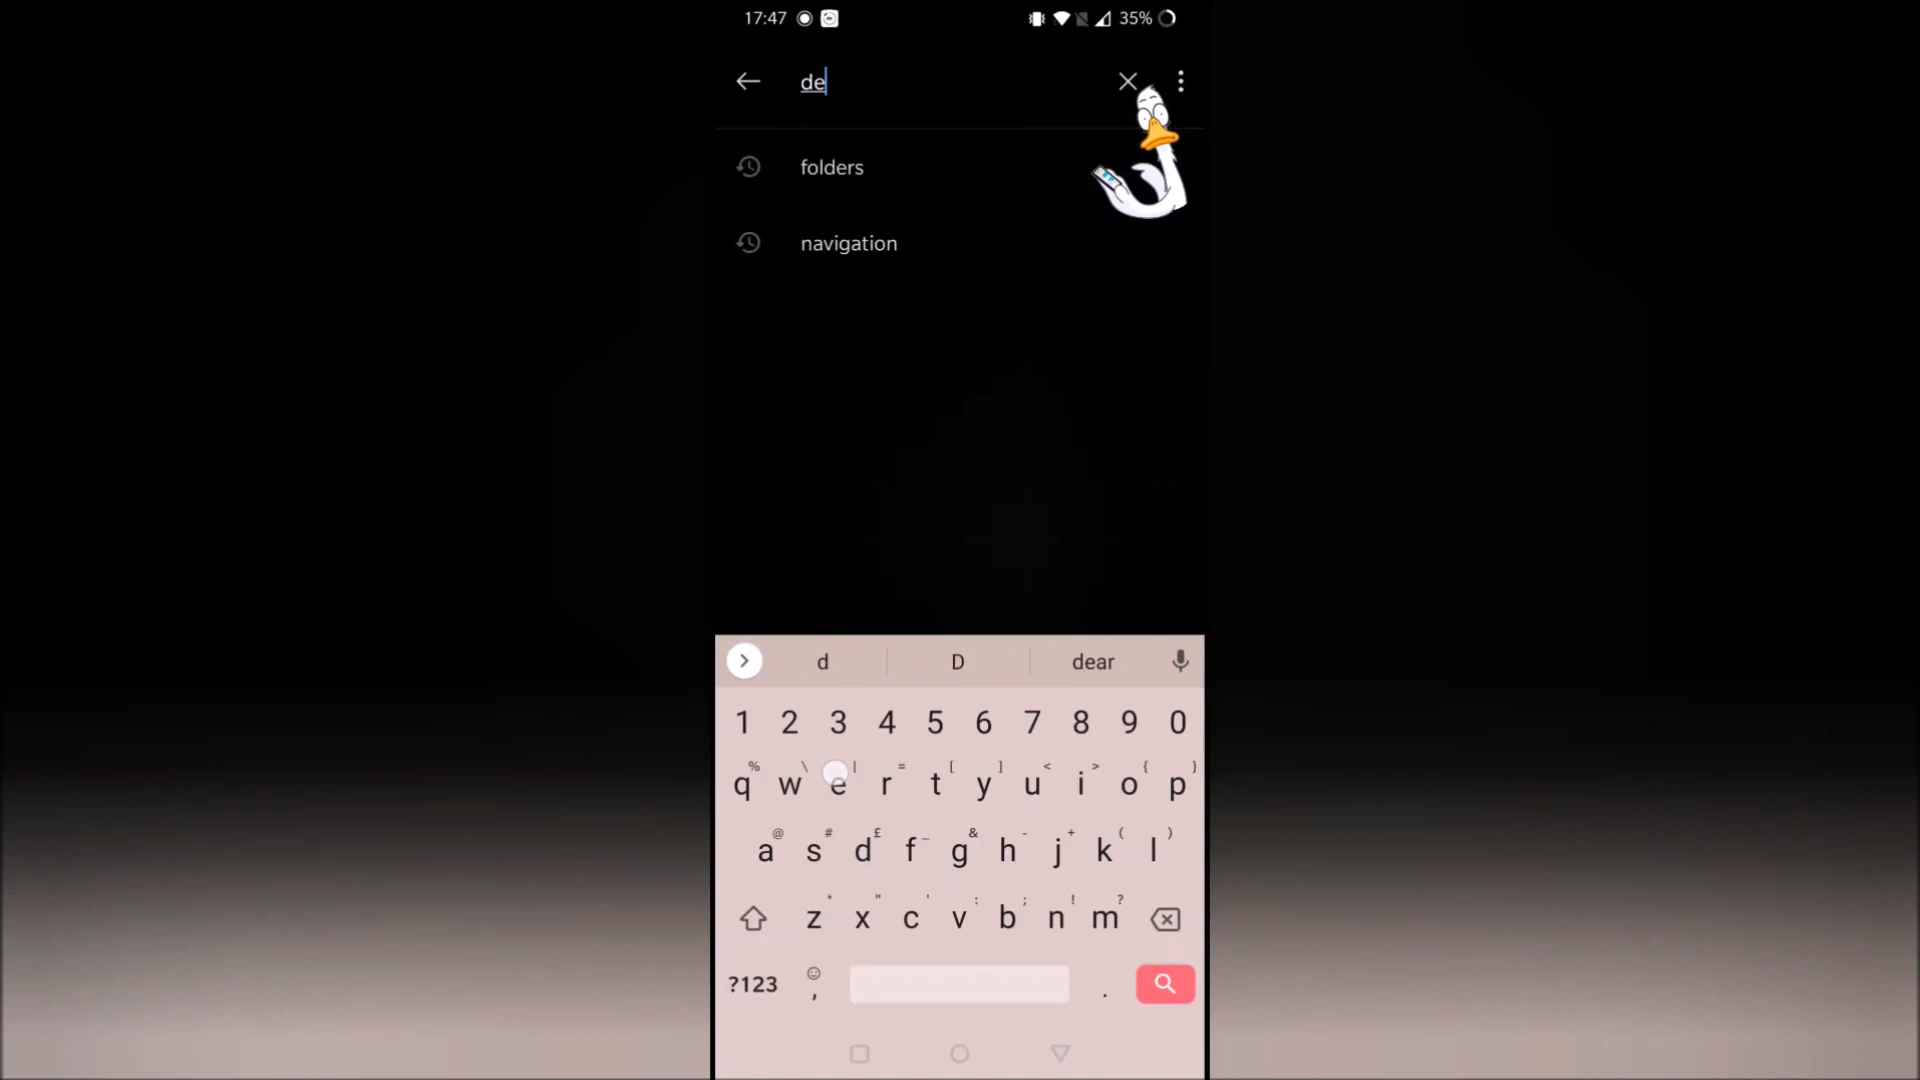 17:47
35%
de
folders
navigation
d D dear
1 2 3 4 5 6 7 8 9 0
% \ | = [ ] < > { }
q w e r t y u i o p
@ # £ _ & - + ( )
a s d f g h j k l
* " ' : ; ! ?
z x c v b n m
?123 , .